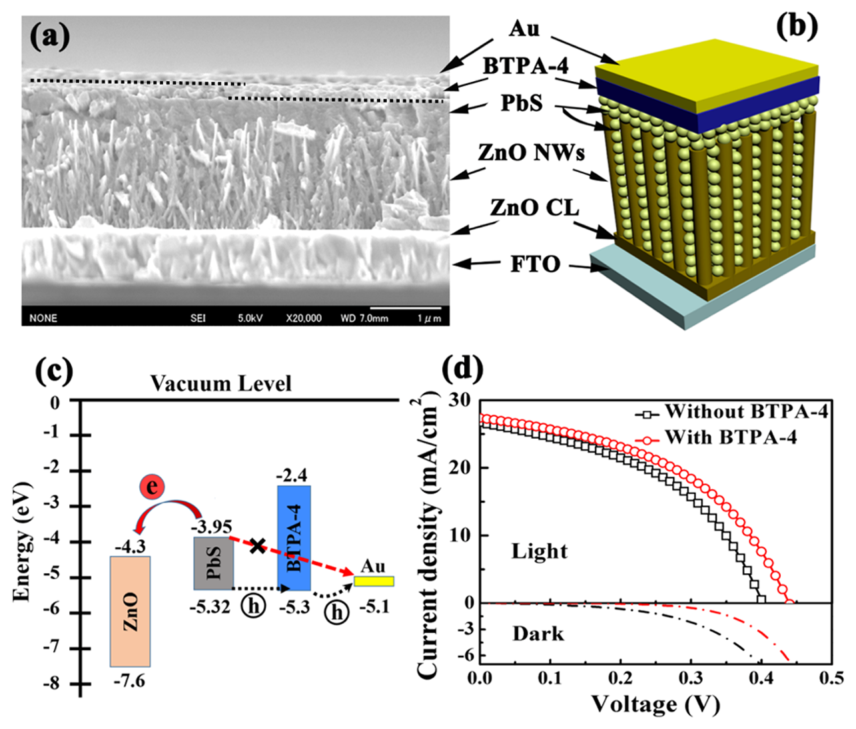 (a)
(b)
Au
BTPA-4
PbS
ZnO NWs
ZnO CL
FTO
NONE SEI 5.0kV X20,000 WD 7.0mm 1μm
(c)
Vacuum Level
Energy (eV)
0
-1
-2
-3
-4
-5
-6
-7
-8
e
-2.4
-3.95
-4.3
BTPA-4
PbS
Au
ZnO
-5.32
-5.3
-5.1
h
h
-7.6
(d)
Current density (mA/cm²)
30
20
10
0
-3
-6
Without BTPA-4
With BTPA-4
Light
Dark
0.0 0.1 0.2 0.3 0.4 0.5
Voltage (V)